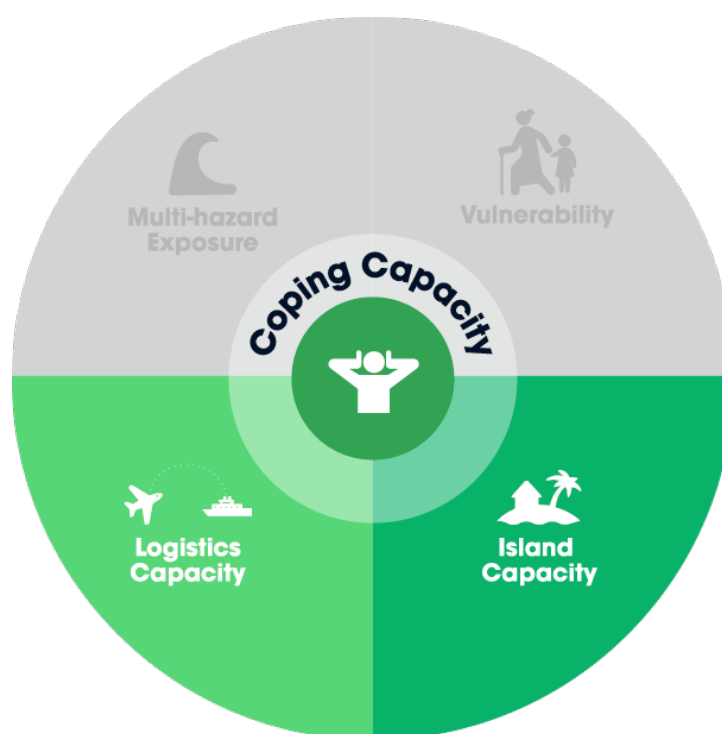 Multi-hazard
Exposure
Vulnerability
Coping Capacity
Logistics
Capacity
Island
Capacity